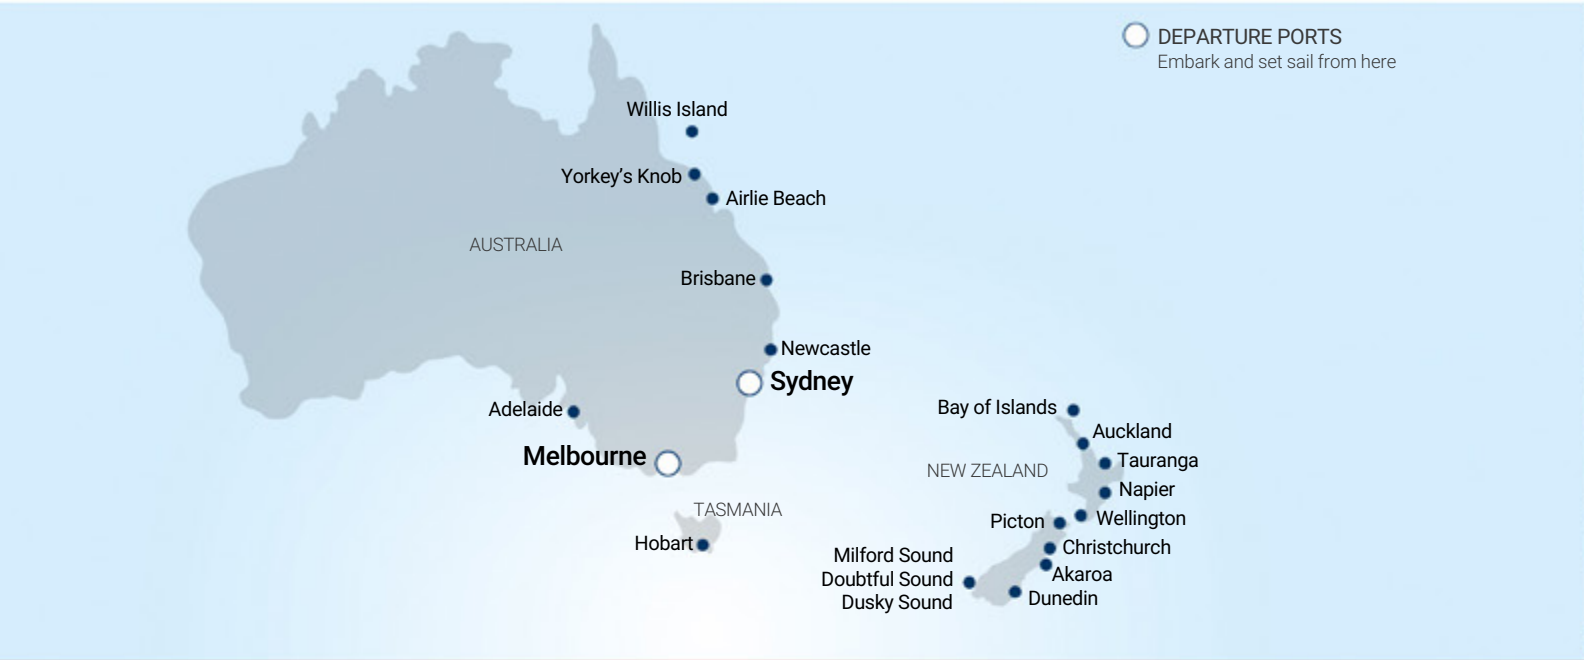 DEPARTURE PORTS
Embark and set sail from here
Willis Island
Yorkey's Knob
Airlie Beach
AUSTRALIA
Brisbane
Newcastle
Sydney
Adelaide
Melbourne
TASMANIA
Hobart
Bay of Islands
Auckland
Tauranga
NEW ZEALAND
Napier
Wellington
Picton
Christchurch
Milford Sound
Akaroa
Doubtful Sound
Dunedin
Dusky Sound